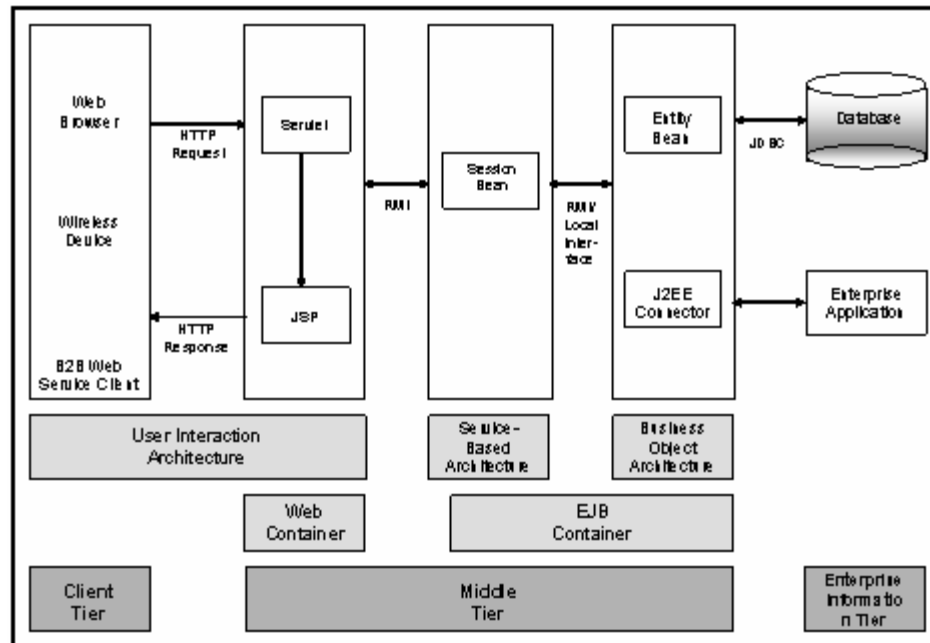 Web
Browser
HTTP
Request
Servlet
Wireless
Device
JSP
HTTP
Response
B2B Web
Service Client
RMI
Session
Bean
RMI/
Local
Inter-
face
Entity
Bean
JDBC
Database
J2EE
Connector
Enterprise
Application
User Interaction
Architecture
Service-
Based
Architecture
Business
Object
Architecture
Web
Container
EJB
Container
Client
Tier
Middle
Tier
Enterprise
Informatio
n Tier